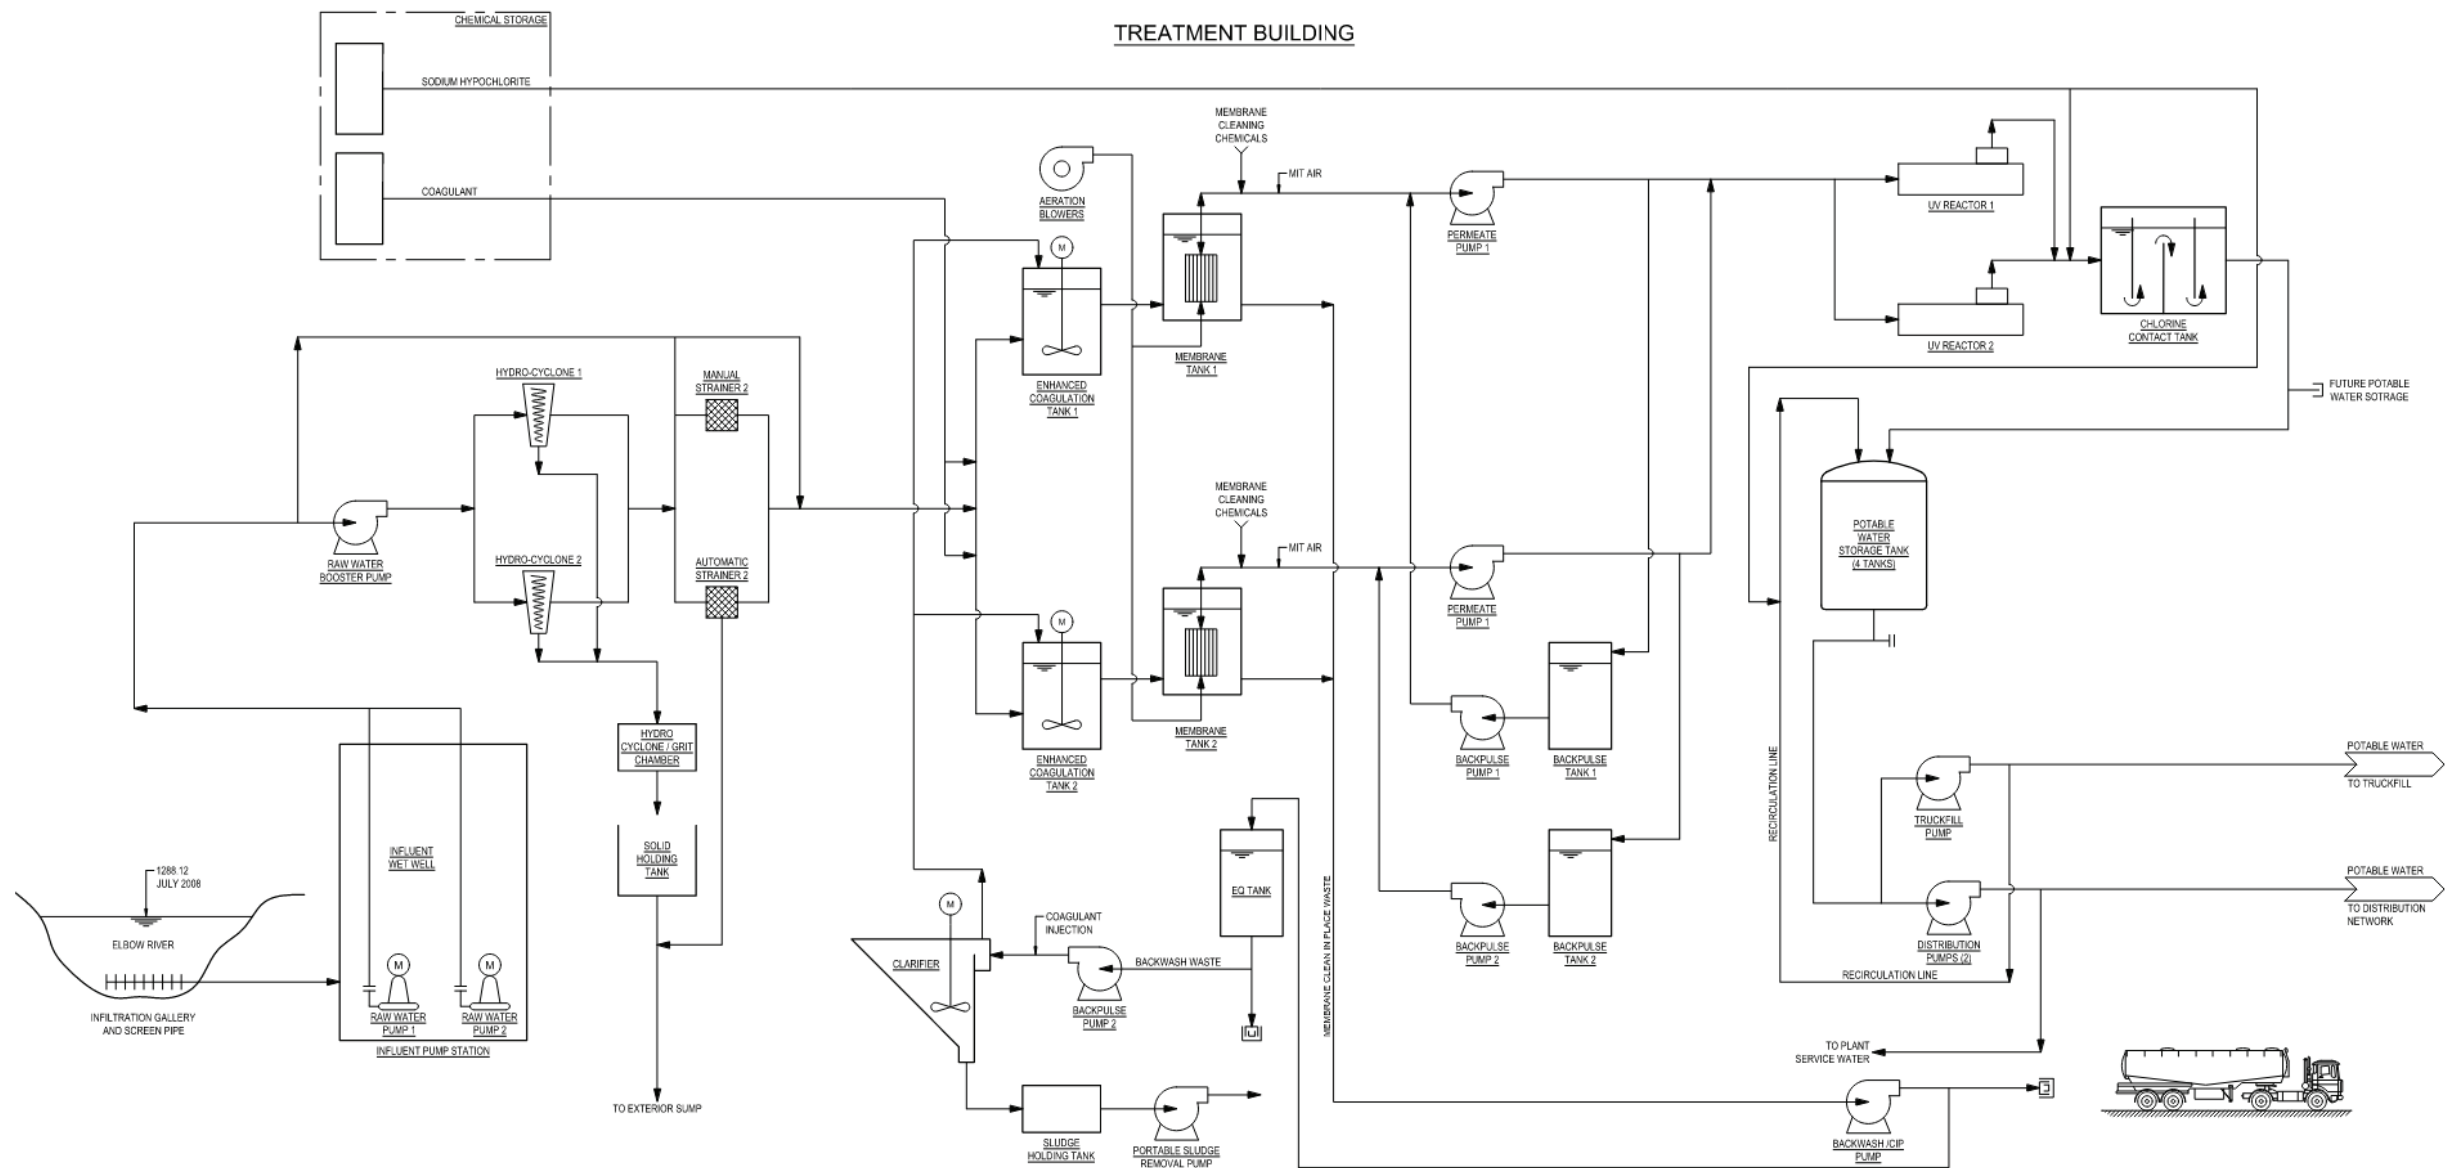 CHEMICAL STORAGE
TREATMENT BUILDING
SODIUM HYPOCHLORITE
COAGULANT
MEMBRANE
CLEANING
CHEMICALS
MIT AIR
AERATION
BLOWERS
M
PERMEATE
PUMP 1
UV REACTOR 1
UV REACTOR 2
CHLORINE
CONTACT TANK
MEMBRANE
TANK 1
ENHANCED
COAGULATION
TANK 1
HYDRO-CYCLONE 1
MANUAL
STRAINER 2
FUTURE POTABLE
WATER SOTRAGE
MEMBRANE
CLEANING
CHEMICALS
MIT AIR
RAW WATER
BOOSTER PUMP
HYDRO-CYCLONE 2
AUTOMATIC
STRAINER 2
M
PERMEATE
PUMP 1
POTABLE
WATER
STORAGE TANK
(4 TANKS)
MEMBRANE
TANK 2
ENHANCED
COAGULATION
TANK 2
HYDRO
CYCLONE / GRIT
CHAMBER
BACKPULSE
PUMP 1
BACKPULSE
TANK 1
RECIRCULATION LINE
POTABLE WATER
TO TRUCKFILL
TRUCKFILL
PUMP
SOLID
HOLDING
TANK
INFLUENT
WET WELL
1288.12
JULY 2008
ELBOW RIVER
EQ TANK
MEMBRANE CLEAN IN PLACE WASTE
POTABLE WATER
TO DISTRIBUTION
NETWORK
DISTRIBUTION
PUMPS (2)
BACKPULSE
PUMP 2
BACKPULSE
TANK 2
RECIRCULATION LINE
M
COAGULANT
INJECTION
CLARIFIER
BACKWASH WASTE
BACKPULSE
PUMP 2
M
M
INFILTRATION GALLERY
AND SCREEN PIPE
RAW WATER
PUMP 1
RAW WATER
PUMP 2
INFLUENT PUMP STATION
TO PLANT
SERVICE WATER
TO EXTERIOR SUMP
SLUDGE
HOLDING TANK
PORTABLE SLUDGE
REMOVAL PUMP
BACKWASH /CIP
PUMP